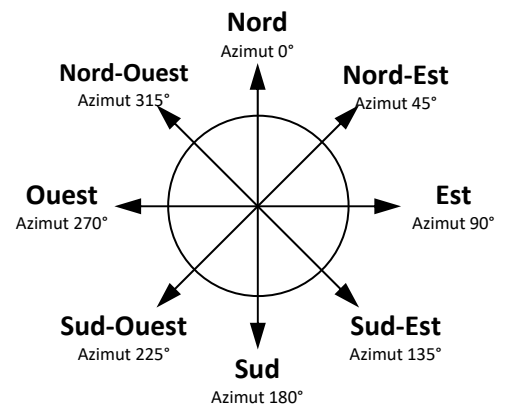 Nord
Azimut 0°
Nord-Ouest
Azimut 315°
Nord-Est
Azimut 45°
Ouest
Azimut 270°
Est
Azimut 90°
Sud-Ouest
Azimut 225°
Sud-Est
Azimut 135°
Sud
Azimut 180°